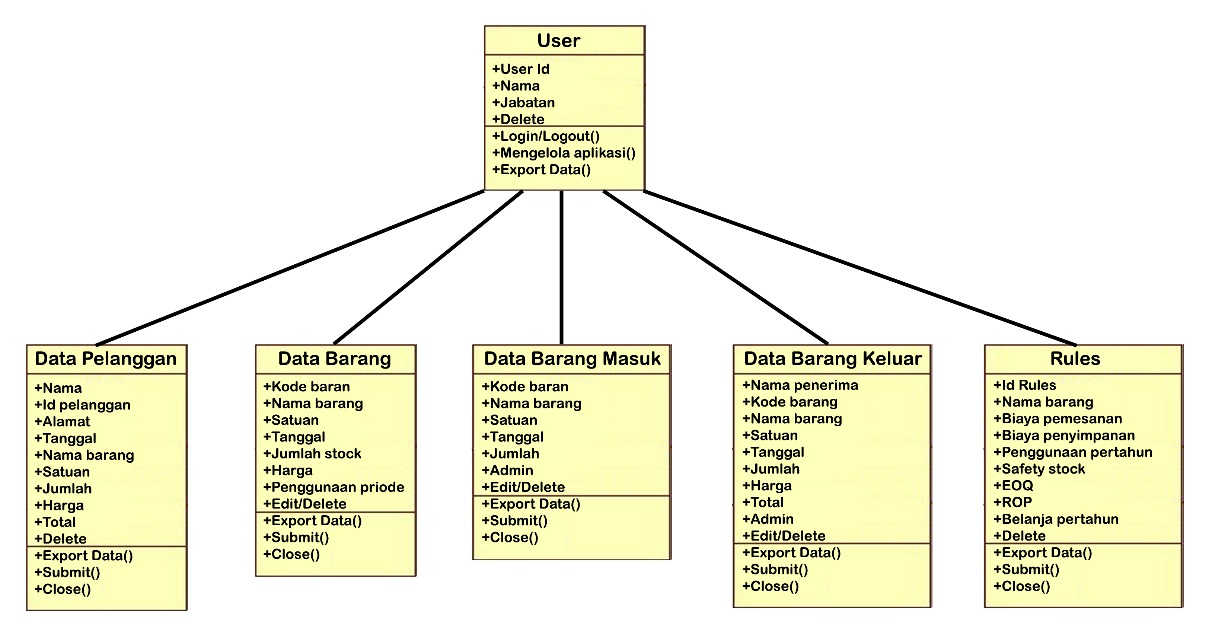 User
+User Id
+Nama
+Jabatan
+Delete
+Login/Logout()
+Mengelola aplikasi()
+Export Data()
Data Pelanggan
+Nama
+Id pelanggan
+Alamat
+Tanggal
+Nama barang
+Satuan
+Jumlah
+Harga
+Total
+Delete
+Export Data()
+Submit()
+Close()
Data Barang
+Kode baran
+Nama barang
+Satuan
+Tanggal
+Jumlah stock
+Harga
+Penggunaan priode
+Edit/Delete
+Export Data()
+Submit()
+Close()
Data Barang Masuk
+Kode baran
+Nama barang
+Satuan
+Tanggal
+Jumlah
+Admin
+Edit/Delete
+Export Data()
+Submit()
+Close()
Data Barang Keluar
+Nama penerima
+Kode barang
+Nama barang
+Satuan
+Tanggal
+Jumlah
+Harga
+Total
+Admin
+Edit/Delete
+Export Data()
+Submit()
+Close()
Rules
+Id Rules
+Nama barang
+Biaya pemesanan
+Biaya penyimpanan
+Penggunaan pertahun
+Safety stock
+EOQ
+ROP
+Belanja pertahun
+Delete
+Export Data()
+Submit()
+Close()